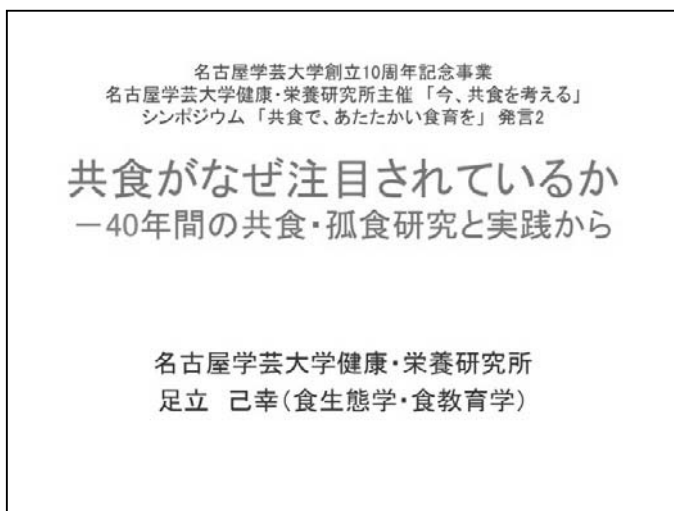 名古屋学芸大学創立10周年記念事業
名古屋学芸大学健康・栄養研究所主催 「今、共食を考える」
シンポジウム 「共食で、あたたかい食育を」 発言2
共食がなぜ注目されているか
－40年間の共食・孤食研究と実践から
名古屋学芸大学健康・栄養研究所
足立　己幸（食生態学・食教育学）